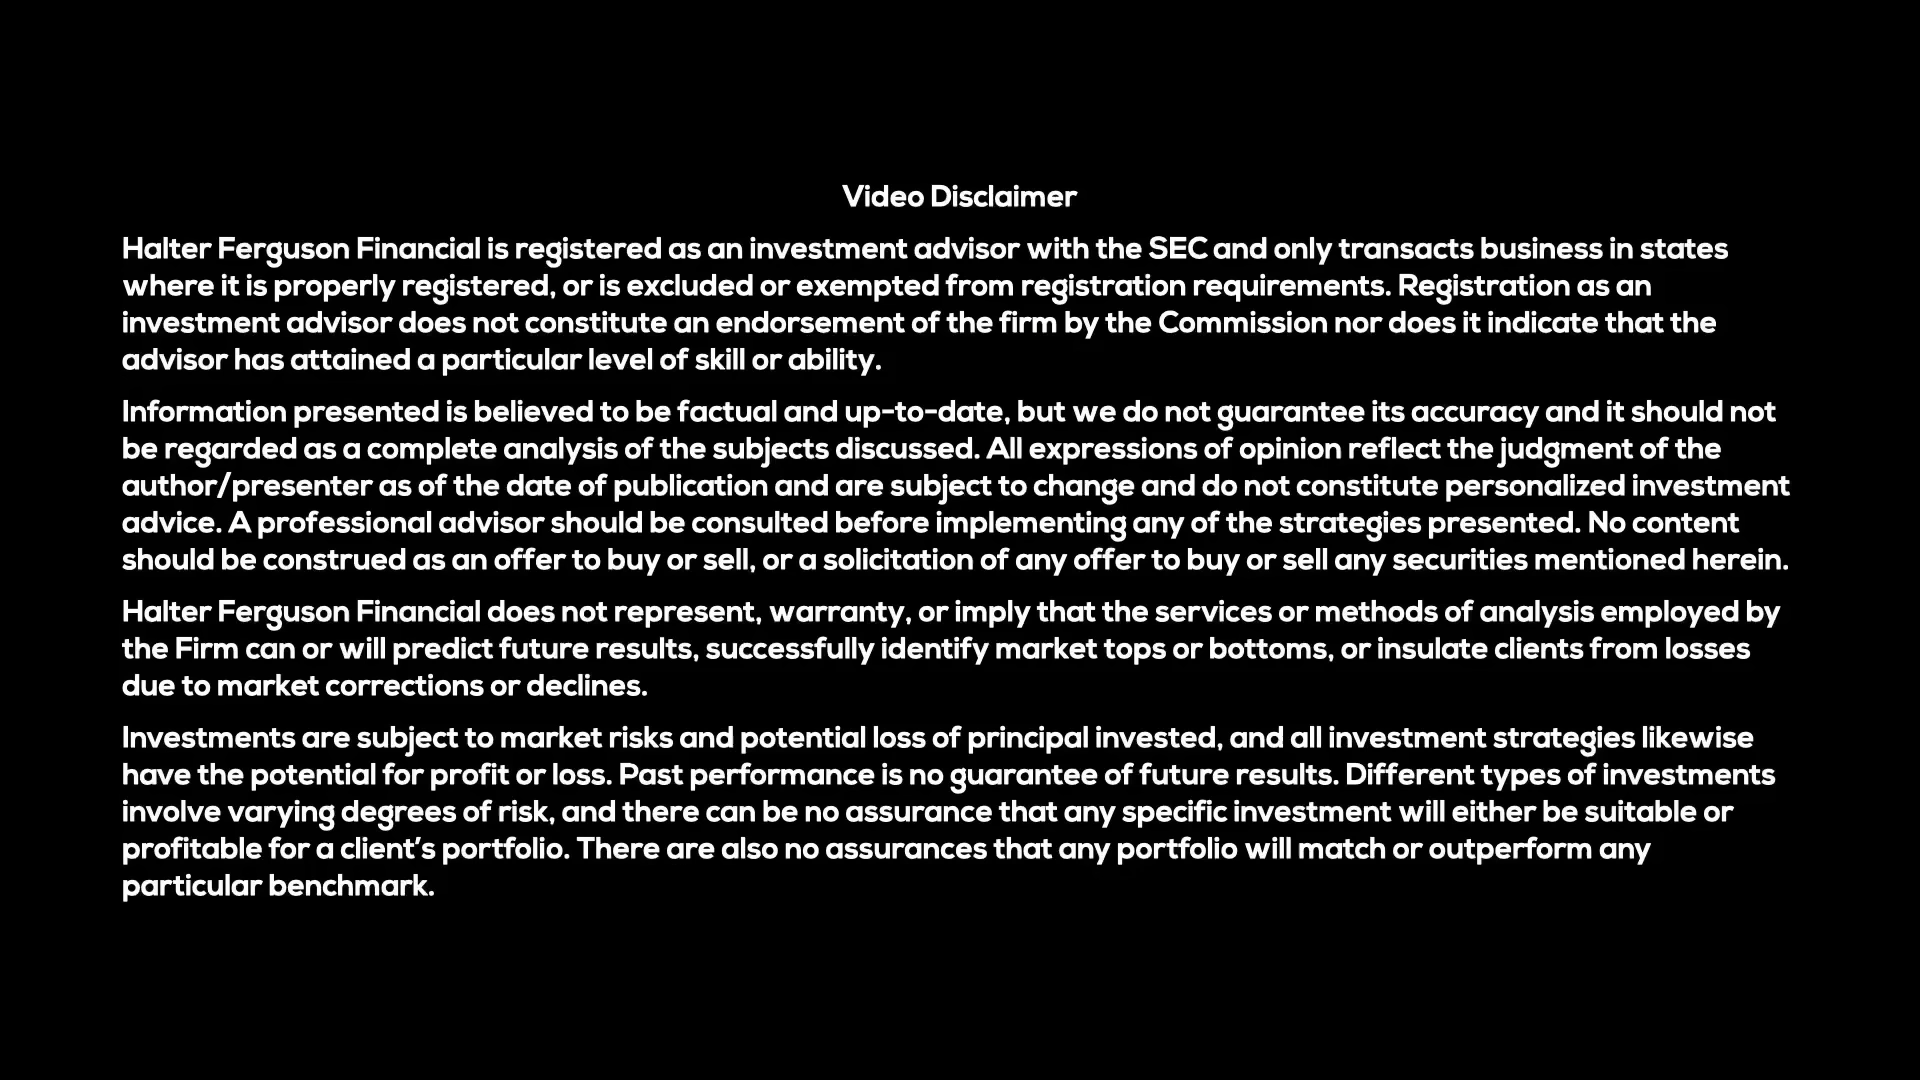 Video Disclaimer
Halter Ferguson Financial is registered as an investment advisor with the SEC and only transacts business in states
where it is properly registered, or is excluded or exempted from registration requirements. Registration as an
investment advisor does not constitute an endorsement of the firm by the Commission nor does it indicate that the
advisor has attained a particular level of skill or ability.
Information presented is believed to be factual and up-to-date, but we do not guarantee its accuracy and it should not
be regarded as a complete analysis of the subjects discussed. All expressions of opinion reflect the judgment of the
author/presenter as of the date of publication and are subject to change and do not constitute personalized investment
advice. A professional advisor should be consulted before implementing any of the strategies presented. No content
should be construed as an offer to buy or sell, or a solicitation of any offer to buy or sell any securities mentioned herein.
Halter Ferguson Financial does not represent, warranty, or imply that the services or methods of analysis employed by
the Firm can or will predict future results, successfully identify market tops or bottoms, or insulate clients from losses
due to market corrections or declines.
Investments are subject to market risks and potential loss of principal invested, and all investment strategies likewise
have the potential for profit or loss. Past performance is no guarantee of future results. Different types of investments
involve varying degrees of risk, and there can be no assurance that any specific investment will either be suitable or
profitable for a client’s portfolio. There are also no assurances that any portfolio will match or outperform any
particular benchmark.